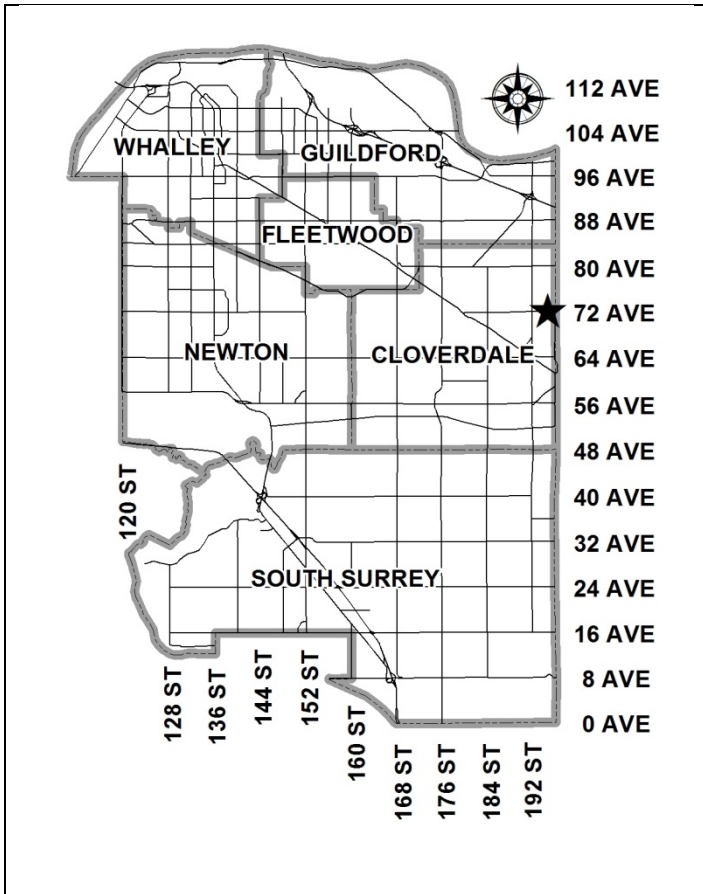 112 AVE
104 AVE
WHALLEY
GUILDFORD
96 AVE
88 AVE
FLEETWOOD
80 AVE
72 AVE
NEWTON
CLOVERDALE
64 AVE
56 AVE
48 AVE
120 ST
40 AVE
32 AVE
SOUTH SURREY
24 AVE
16 AVE
8 AVE
0 AVE
128 ST
136 ST
144 ST
152 ST
160 ST
168 ST
176 ST
184 ST
192 ST